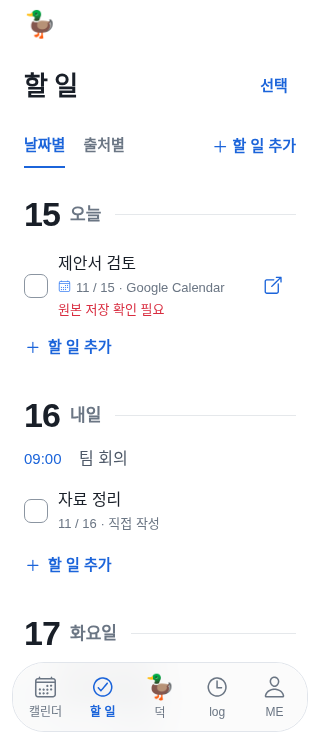 할 일
선택
날짜별 출처별 + 할 일 추가
15 오늘
제안서 검토
11 / 15 · Google Calendar
원본 저장 확인 필요
+ 할 일 추가
16 내일
09:00 팀 회의
자료 정리
11 / 16 · 직접 작성
+ 할 일 추가
17 화요일
캘린더 할 일 덕 log ME